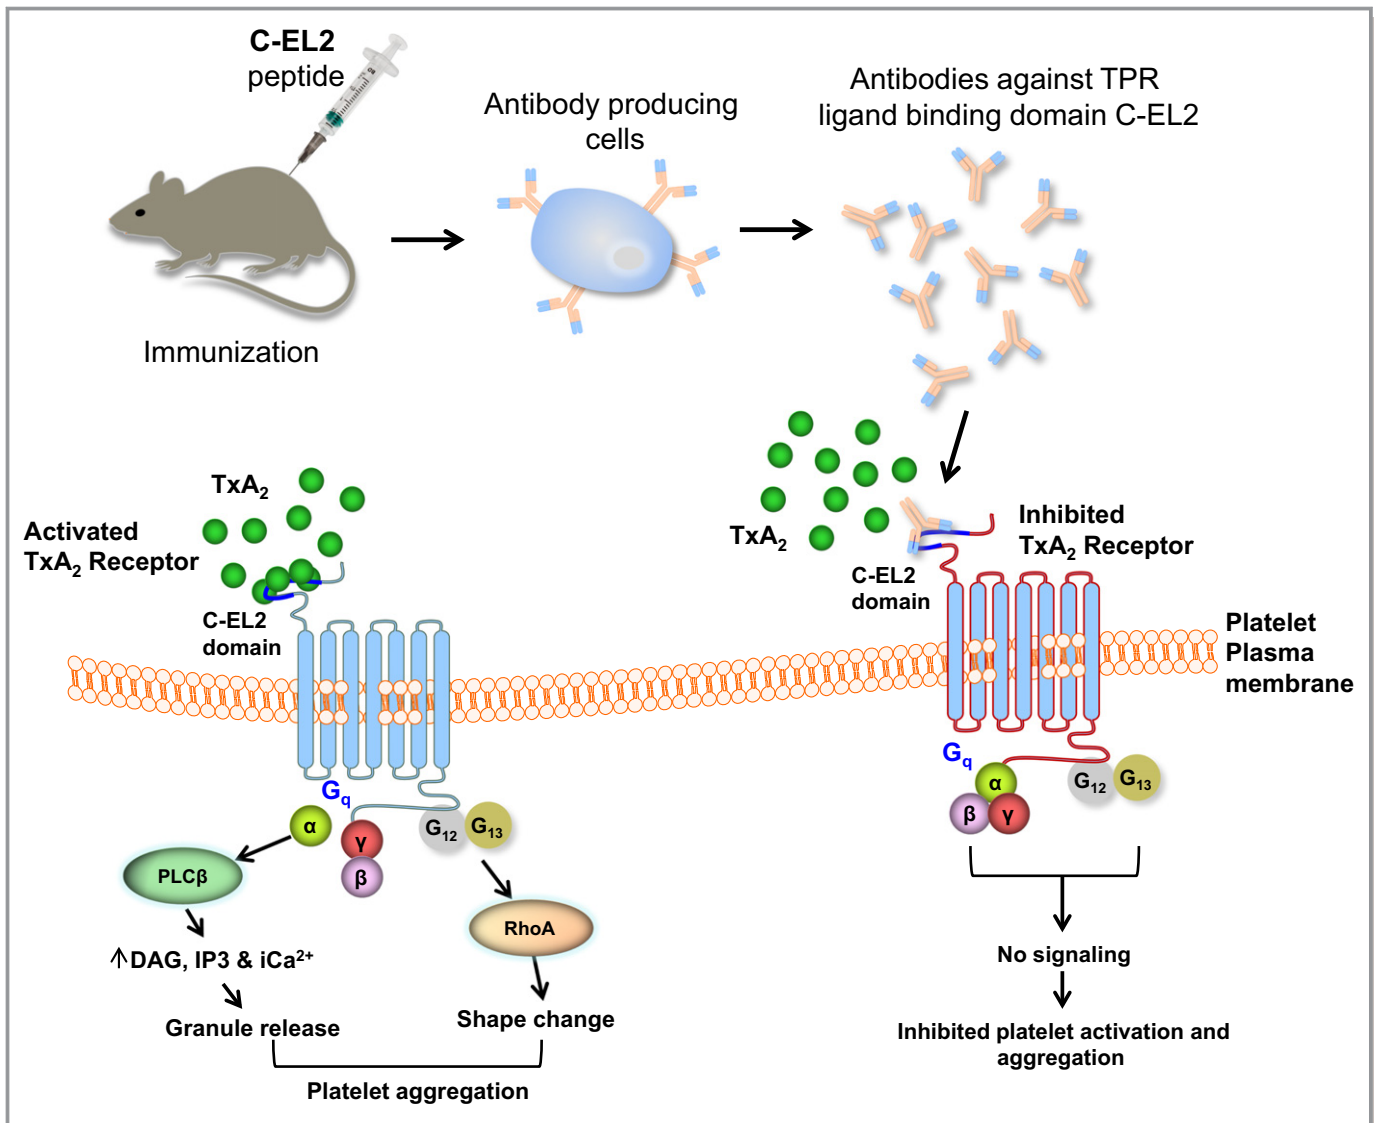 C-EL2
peptide
Immunization
Antibody producing
cells
Antibodies against TPR
ligand binding domain C-EL2
TxA₂
Activated
TxA₂ Receptor
C-EL2
domain
Gq
α
γ
β
G₁₂
G₁₃
PLCβ
↑DAG, IP3 & iCa²⁺
Granule release
RhoA
Shape change
Platelet aggregation
TxA₂
Inhibited
TxA₂ Receptor
C-EL2
domain
Platelet
Plasma
membrane
Gq
α
β
γ
G₁₂
G₁₃
No signaling
Inhibited platelet activation and
aggregation